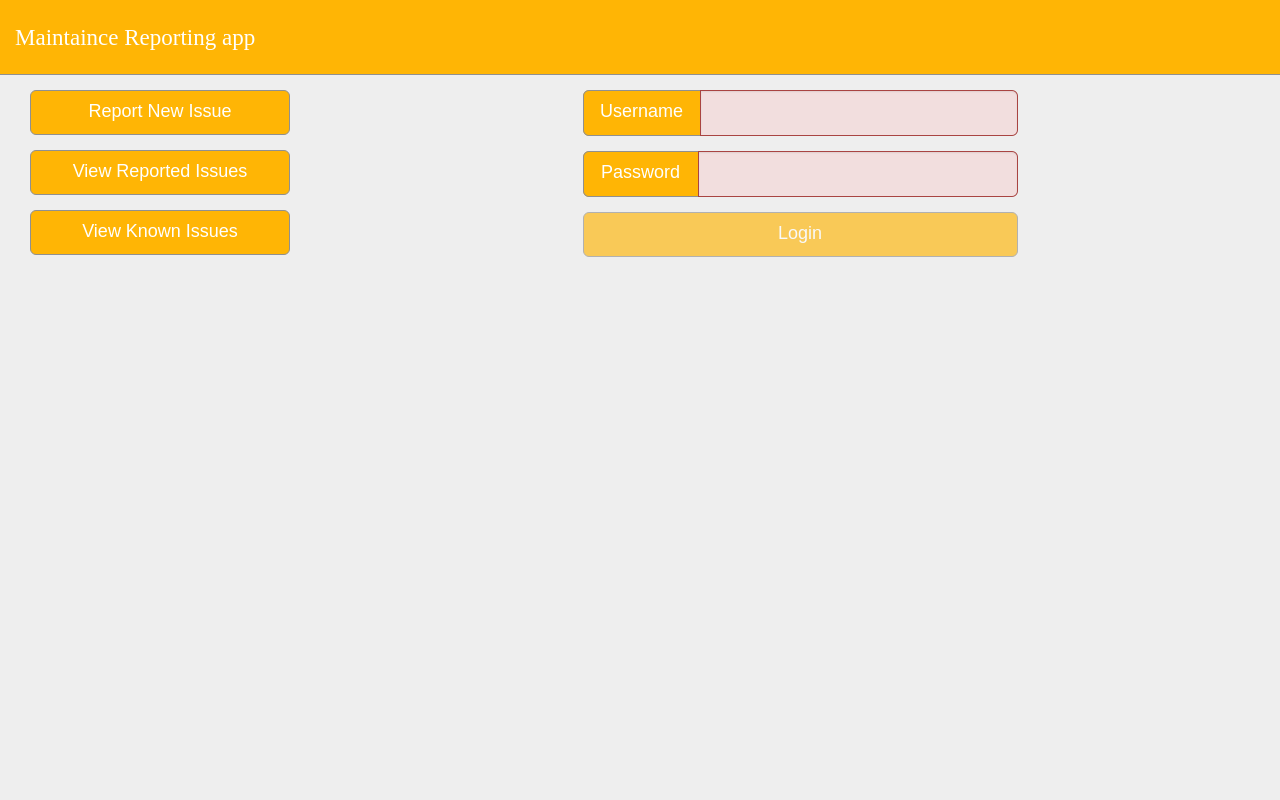 Maintaince Reporting app
Report New Issue
View Reported Issues
View Known Issues
Username
Password
Login